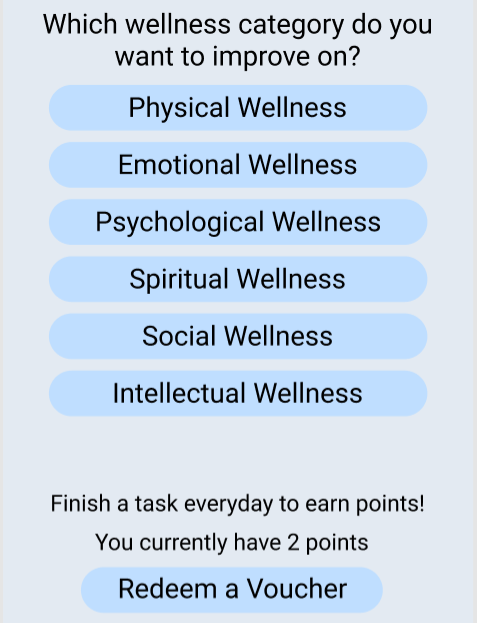 Which wellness category do you
want to improve on?
Physical Wellness
Emotional Wellness
Psychological Wellness
Spiritual Wellness
Social Wellness
Intellectual Wellness
Finish a task everyday to earn points!
You currently have 2 points
Redeem a Voucher